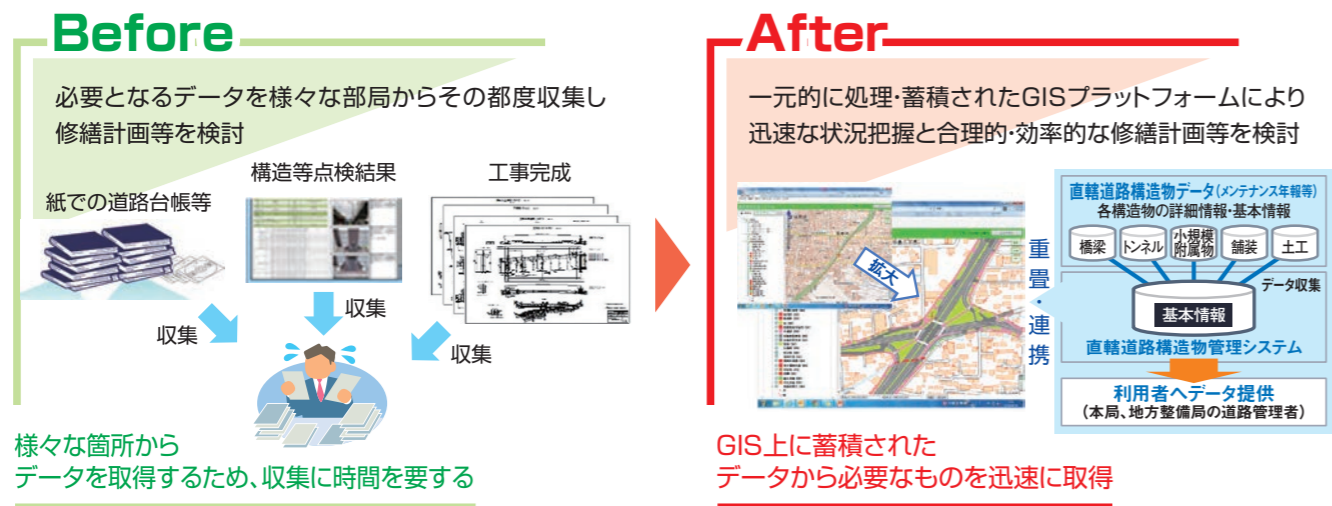 Before
必要となるデータを様々な部局からその都度収集し
修繕計画等を検討
紙での道路台帳等
構造等点検結果
工事完成
収集
収集
収集
様々な箇所から
データを取得するため、収集に時間を要する
After
一元的に処理・蓄積されたGISプラットフォームにより
迅速な状況把握と合理的・効率的な修繕計画等を検討
拡大
重畳・連携
直轄道路構造物データ(メンテナンス年報等)
各構造物の詳細情報・基本情報
橋梁
トンネル
小規模
附属物
舗装
土工
データ収集
基本情報
直轄道路構造物管理システム
利用者へデータ提供
(本局、地方整備局の道路管理者)
GIS上に蓄積された
データから必要なものを迅速に取得